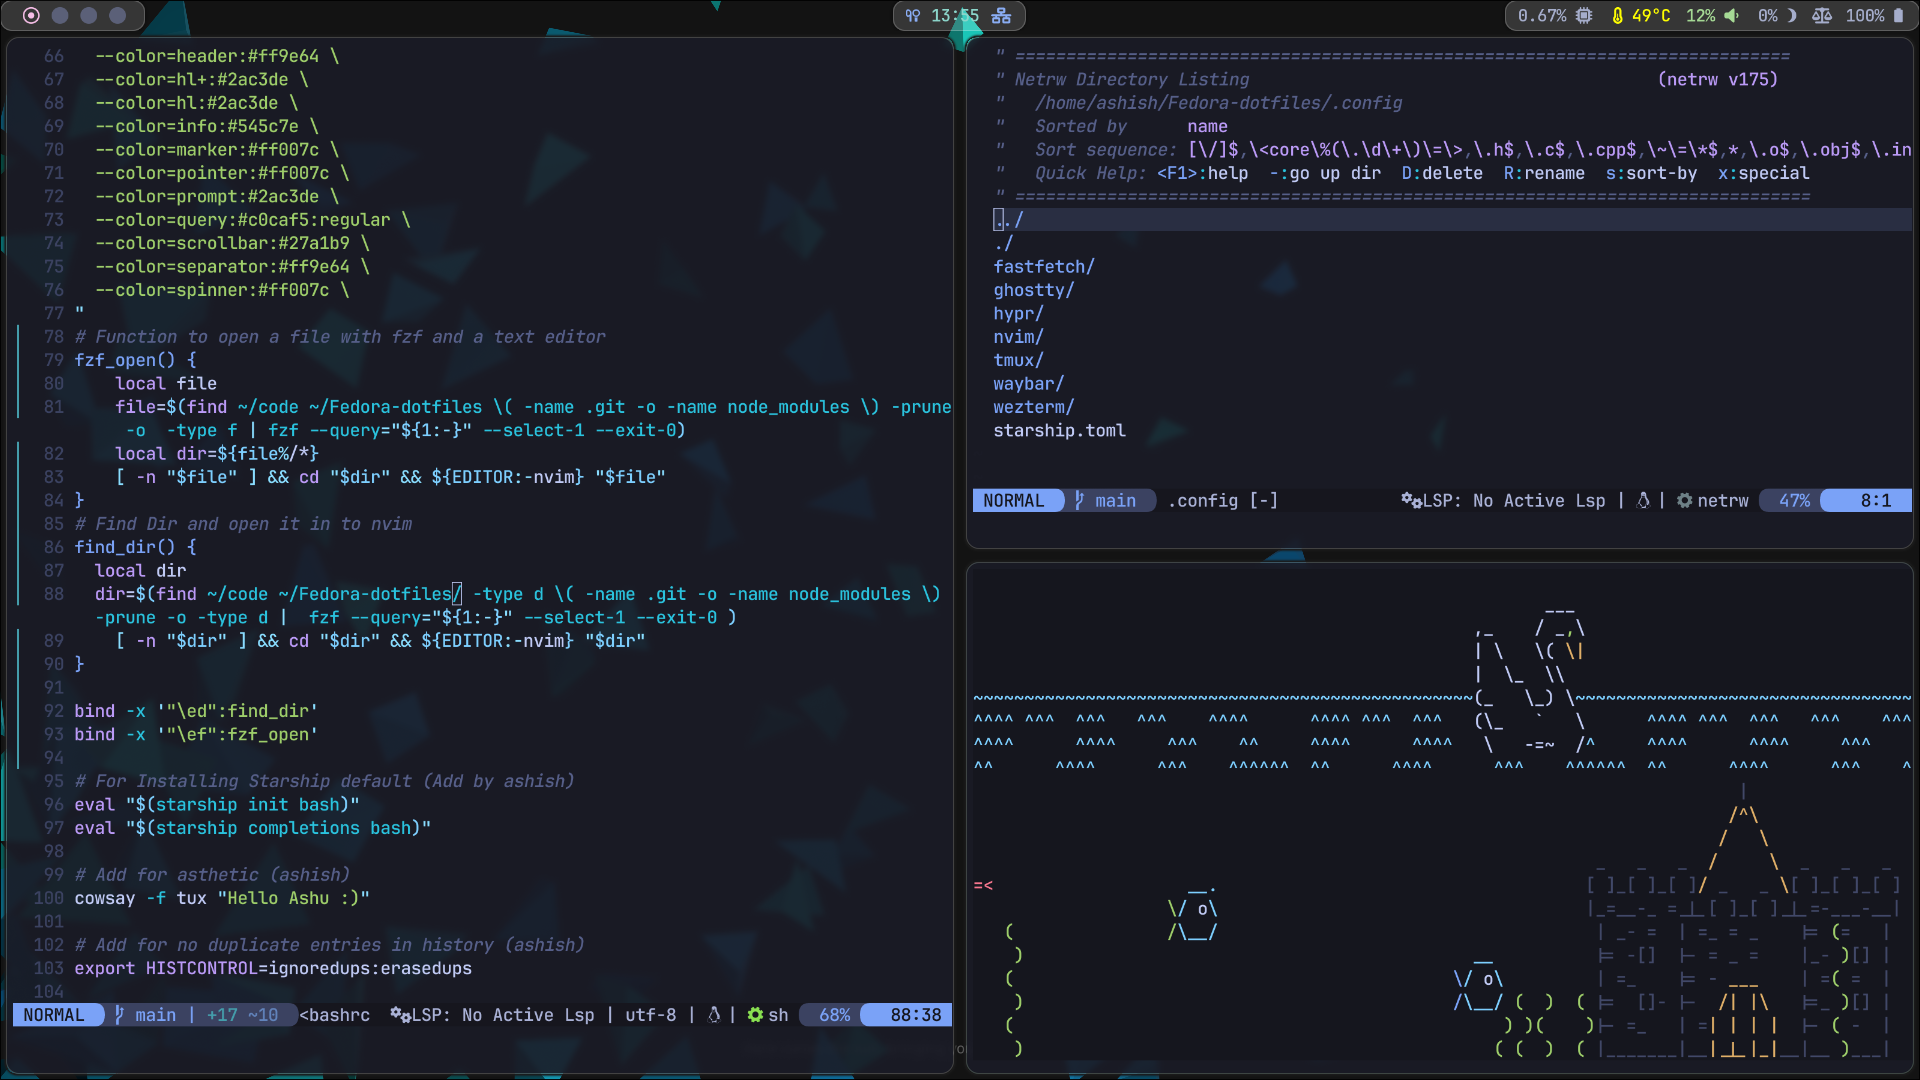 13:55
0.67% 49°C 12% 0% 100%
66 --color=header:#ff9e64 \
67 --color=hl+:#2ac3de \
68 --color=hl:#2ac3de \
69 --color=info:#545c7e \
70 --color=marker:#ff007c \
71 --color=pointer:#ff007c \
72 --color=prompt:#2ac3de \
73 --color=query:#c0caf5:regular \
74 --color=scrollbar:#27a1b9 \
75 --color=separator:#ff9e64 \
76 --color=spinner:#ff007c \
77 "
78 # Function to open a file with fzf and a text editor
79 fzf_open() {
80 local file
81 file=$(find ~/code ~/Fedora-dotfiles \( -name .git -o -name node_modules \) -prune
-o  -type f | fzf --query="${1:-}" --select-1 --exit-0)
82 local dir=${file%/*}
83 [ -n "$file" ] && cd "$dir" && ${EDITOR:-nvim} "$file"
84 }
85 # Find Dir and open it in to nvim
86 find_dir() {
87 local dir
88 dir=$(find ~/code ~/Fedora-dotfiles/ -type d \( -name .git -o -name node_modules \)
-prune -o -type d |  fzf --query="${1:-}" --select-1 --exit-0 )
89 [ -n "$dir" ] && cd "$dir" && ${EDITOR:-nvim} "$dir"
90 }
91
92 bind -x '"\ed":find_dir'
93 bind -x '"\ef":fzf_open'
94
95 # For Installing Starship default (Add by ashish)
96 eval "$(starship init bash)"
97 eval "$(starship completions bash)"
98
99 # Add for asthetic (ashish)
100 cowsay -f tux "Hello Ashu :)"
101
102 # Add for no duplicate entries in history (ashish)
103 export HISTCONTROL=ignoredups:erasedups
104
NORMAL main | +17 ~10 <bashrc LSP: No Active Lsp | utf-8 | | sh 68% 88:38
" ============================================================================
" Netrw Directory Listing (netrw v175)
" /home/ashish/Fedora-dotfiles/.config
" Sorted by name
" Sort sequence: [\/]$,\<core\%(\.\d\+\)\=\>,\.h$,\.c$,\.cpp$,\~\=\*$,*,\.o$,\.obj$,\.in
" Quick Help: <F1>:help  -:go up dir  D:delete  R:rename  s:sort-by  x:special
" ==============================================================================
../
./
fastfetch/
ghostty/
hypr/
nvim/
tmux/
waybar/
wezterm/
starship.toml
NORMAL main .config [-] LSP: No Active Lsp | | netrw 47% 8:1